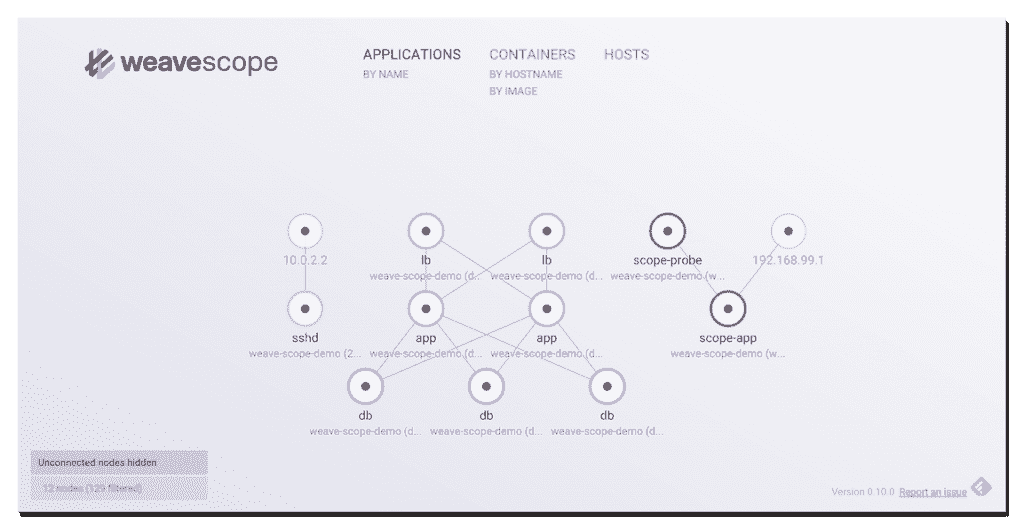 weavescope
APPLICATIONS CONTAINERS HOSTS
BY NAME BY HOSTNAME
BY IMAGE
10.0.2.2 lb lb scope-probe 192.168.99.1
weave-scope-demo (d... weave-scope-demo (d... weave-scope-demo (w...
sshd app app scope-app
weave-scope-demo (2... weave-scope-demo (d... weave-scope-demo (d... weave-scope-demo (w...
db db db
weave-scope-demo (d... weave-scope-demo (d... weave-scope-demo (d...
Unconnected nodes hidden
12 nodes (129 filtered)
Version 0.10.0 Report an issue